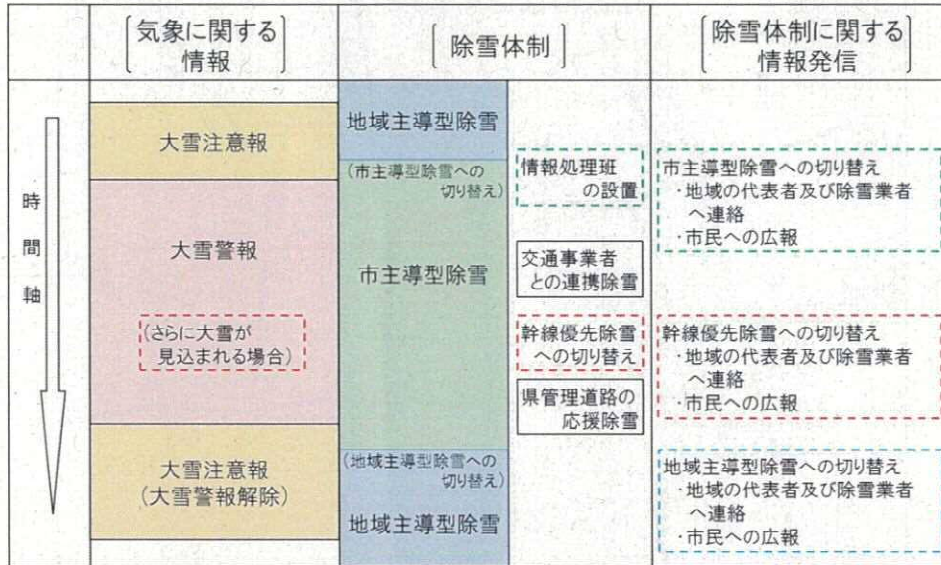 気象に関する
情報
除雪体制
除雪体制に関する
情報発信
時間軸
大雪注意報
大雪警報
(さらに大雪が
見込まれる場合)
大雪注意報
(大雪警報解除)
地域主導型除雪
(市主導型除雪への
切り替え)
市主導型除雪
(地域主導型除雪への
切り替え)
地域主導型除雪
情報処理班
の設置
交通事業者
との連携除雪
幹線優先除雪
への切り替え
県管理道路の
応援除雪
市主導型除雪への切り替え
・地域の代表者及び除雪業者
へ連絡
・市民への広報
幹線優先除雪への切り替え
・地域の代表者及び除雪業者
へ連絡
・市民への広報
地域主導型除雪への切り替え
・地域の代表者及び除雪業者
へ連絡
・市民への広報